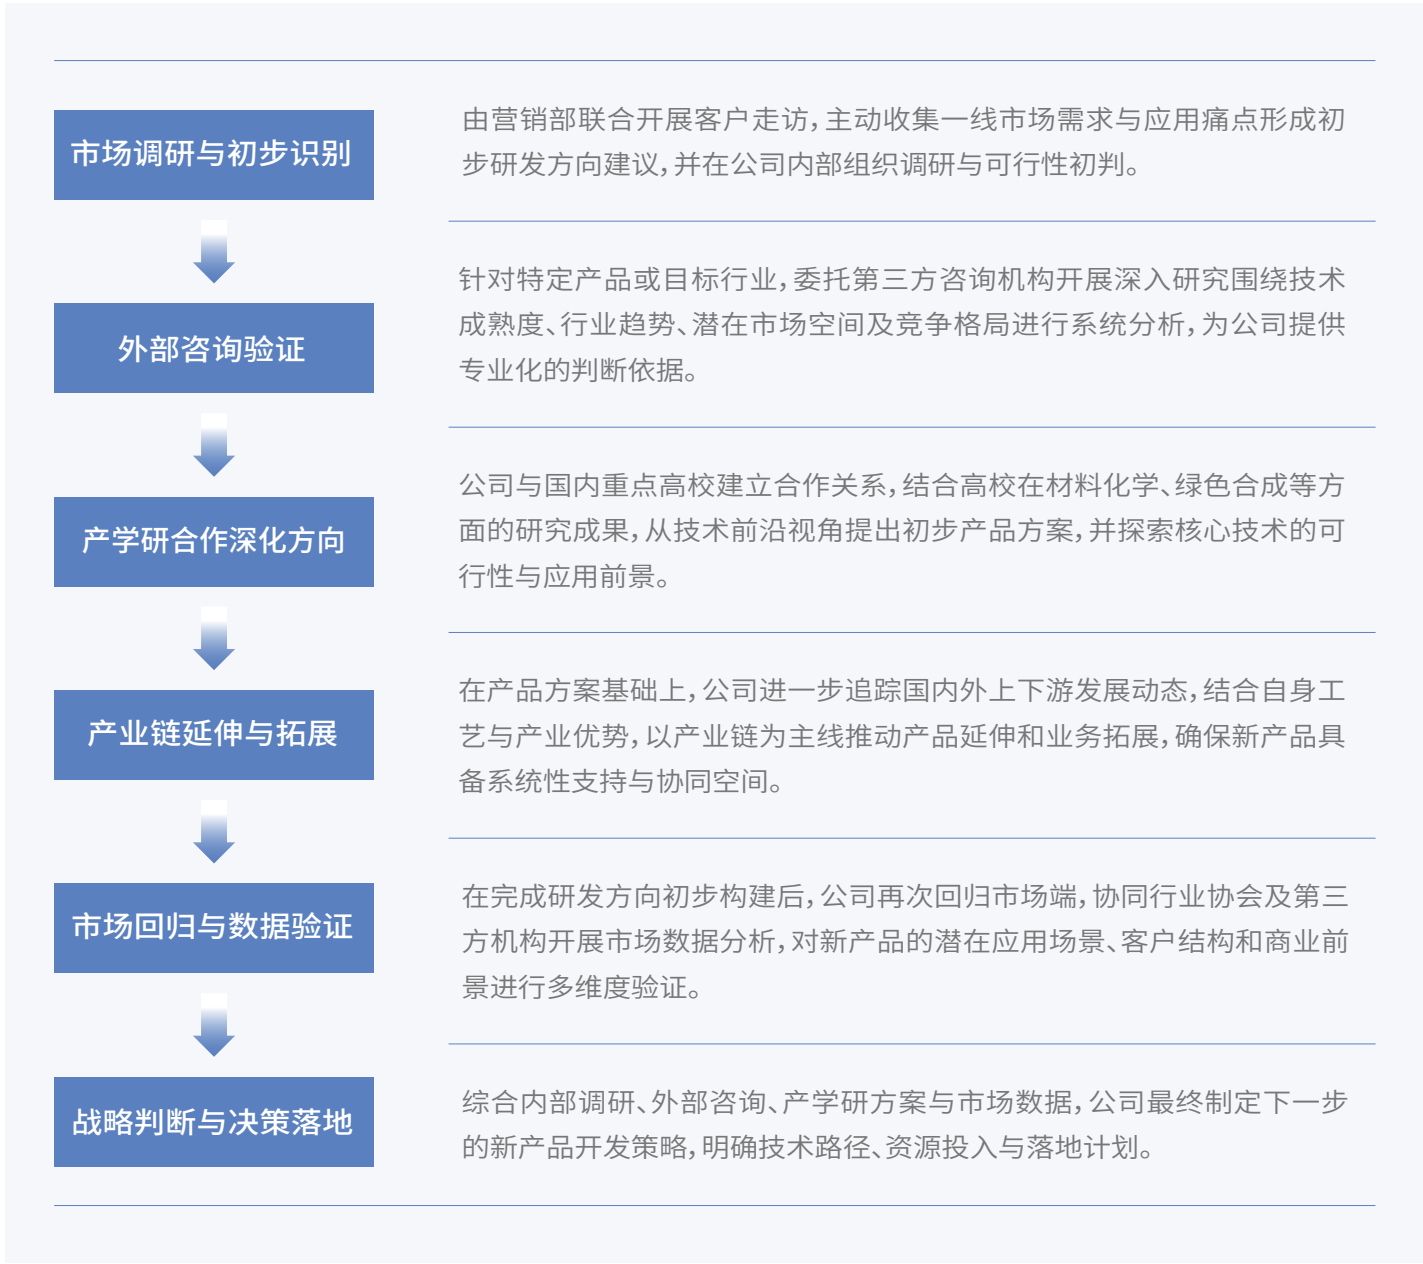 市场调研与初步识别
由营销部联合开展客户走访，主动收集一线市场需求与应用痛点形成初
步研发方向建议，并在公司内部组织调研与可行性初判。
外部咨询验证
针对特定产品或目标行业，委托第三方咨询机构开展深入研究围绕技术
成熟度、行业趋势、潜在市场空间及竞争格局进行系统分析，为公司提供
专业化的判断依据。
产学研合作深化方向
公司与国内重点高校建立合作关系，结合高校在材料化学、绿色合成等方
面的研究成果，从技术前沿视角提出初步产品方案，并探索核心技术的可
行性与应用前景。
产业链延伸与拓展
在产品方案基础上，公司进一步追踪国内外上下游发展动态，结合自身工
艺与产业优势，以产业链为主线推动产品延伸和业务拓展，确保新产品具
备系统性支持与协同空间。
市场回归与数据验证
在完成研发方向初步构建后，公司再次回归市场端，协同行业协会及第三
方机构开展市场数据分析，对新产品的潜在应用场景、客户结构和商业前
景进行多维度验证。
战略判断与决策落地
综合内部调研、外部咨询、产学研方案与市场数据，公司最终制定下一步
的新产品开发策略，明确技术路径、资源投入与落地计划。